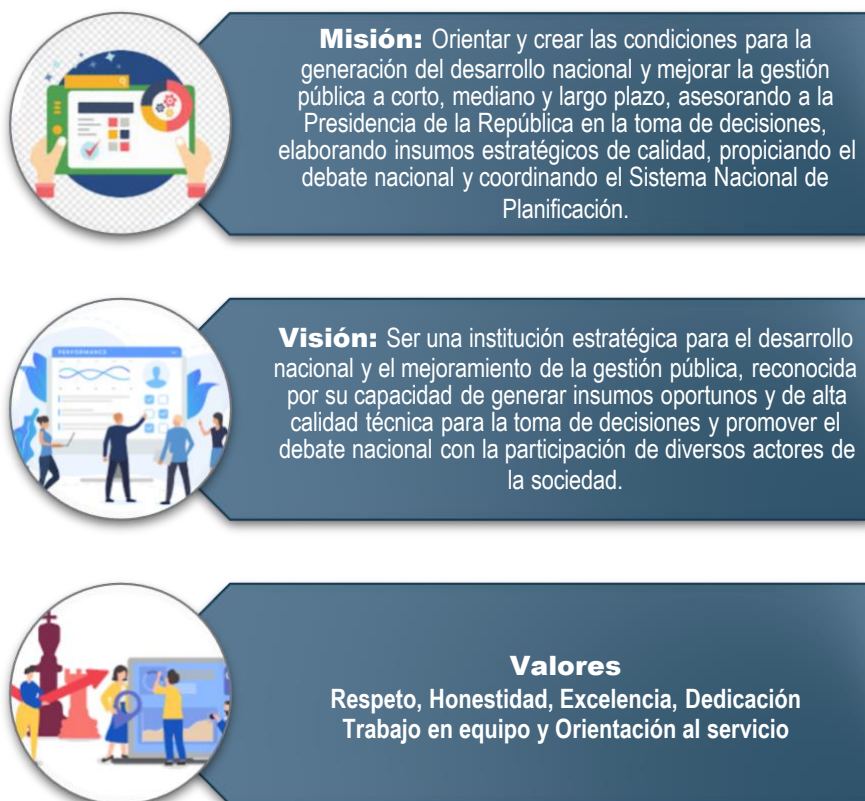 Misión: Orientar y crear las condiciones para la
generación del desarrollo nacional y mejorar la gestión
pública a corto, mediano y largo plazo, asesorando a la
Presidencia de la República en la toma de decisiones,
elaborando insumos estratégicos de calidad, propiciando el
debate nacional y coordinando el Sistema Nacional de
Planificación.
PERFORMANCE
Visión: Ser una institución estratégica para el desarrollo
nacional y el mejoramiento de la gestión pública, reconocida
por su capacidad de generar insumos oportunos y de alta
calidad técnica para la toma de decisiones y promover el
debate nacional con la participación de diversos actores de
la sociedad.
Valores
Respeto, Honestidad, Excelencia, Dedicación
Trabajo en equipo y Orientación al servicio